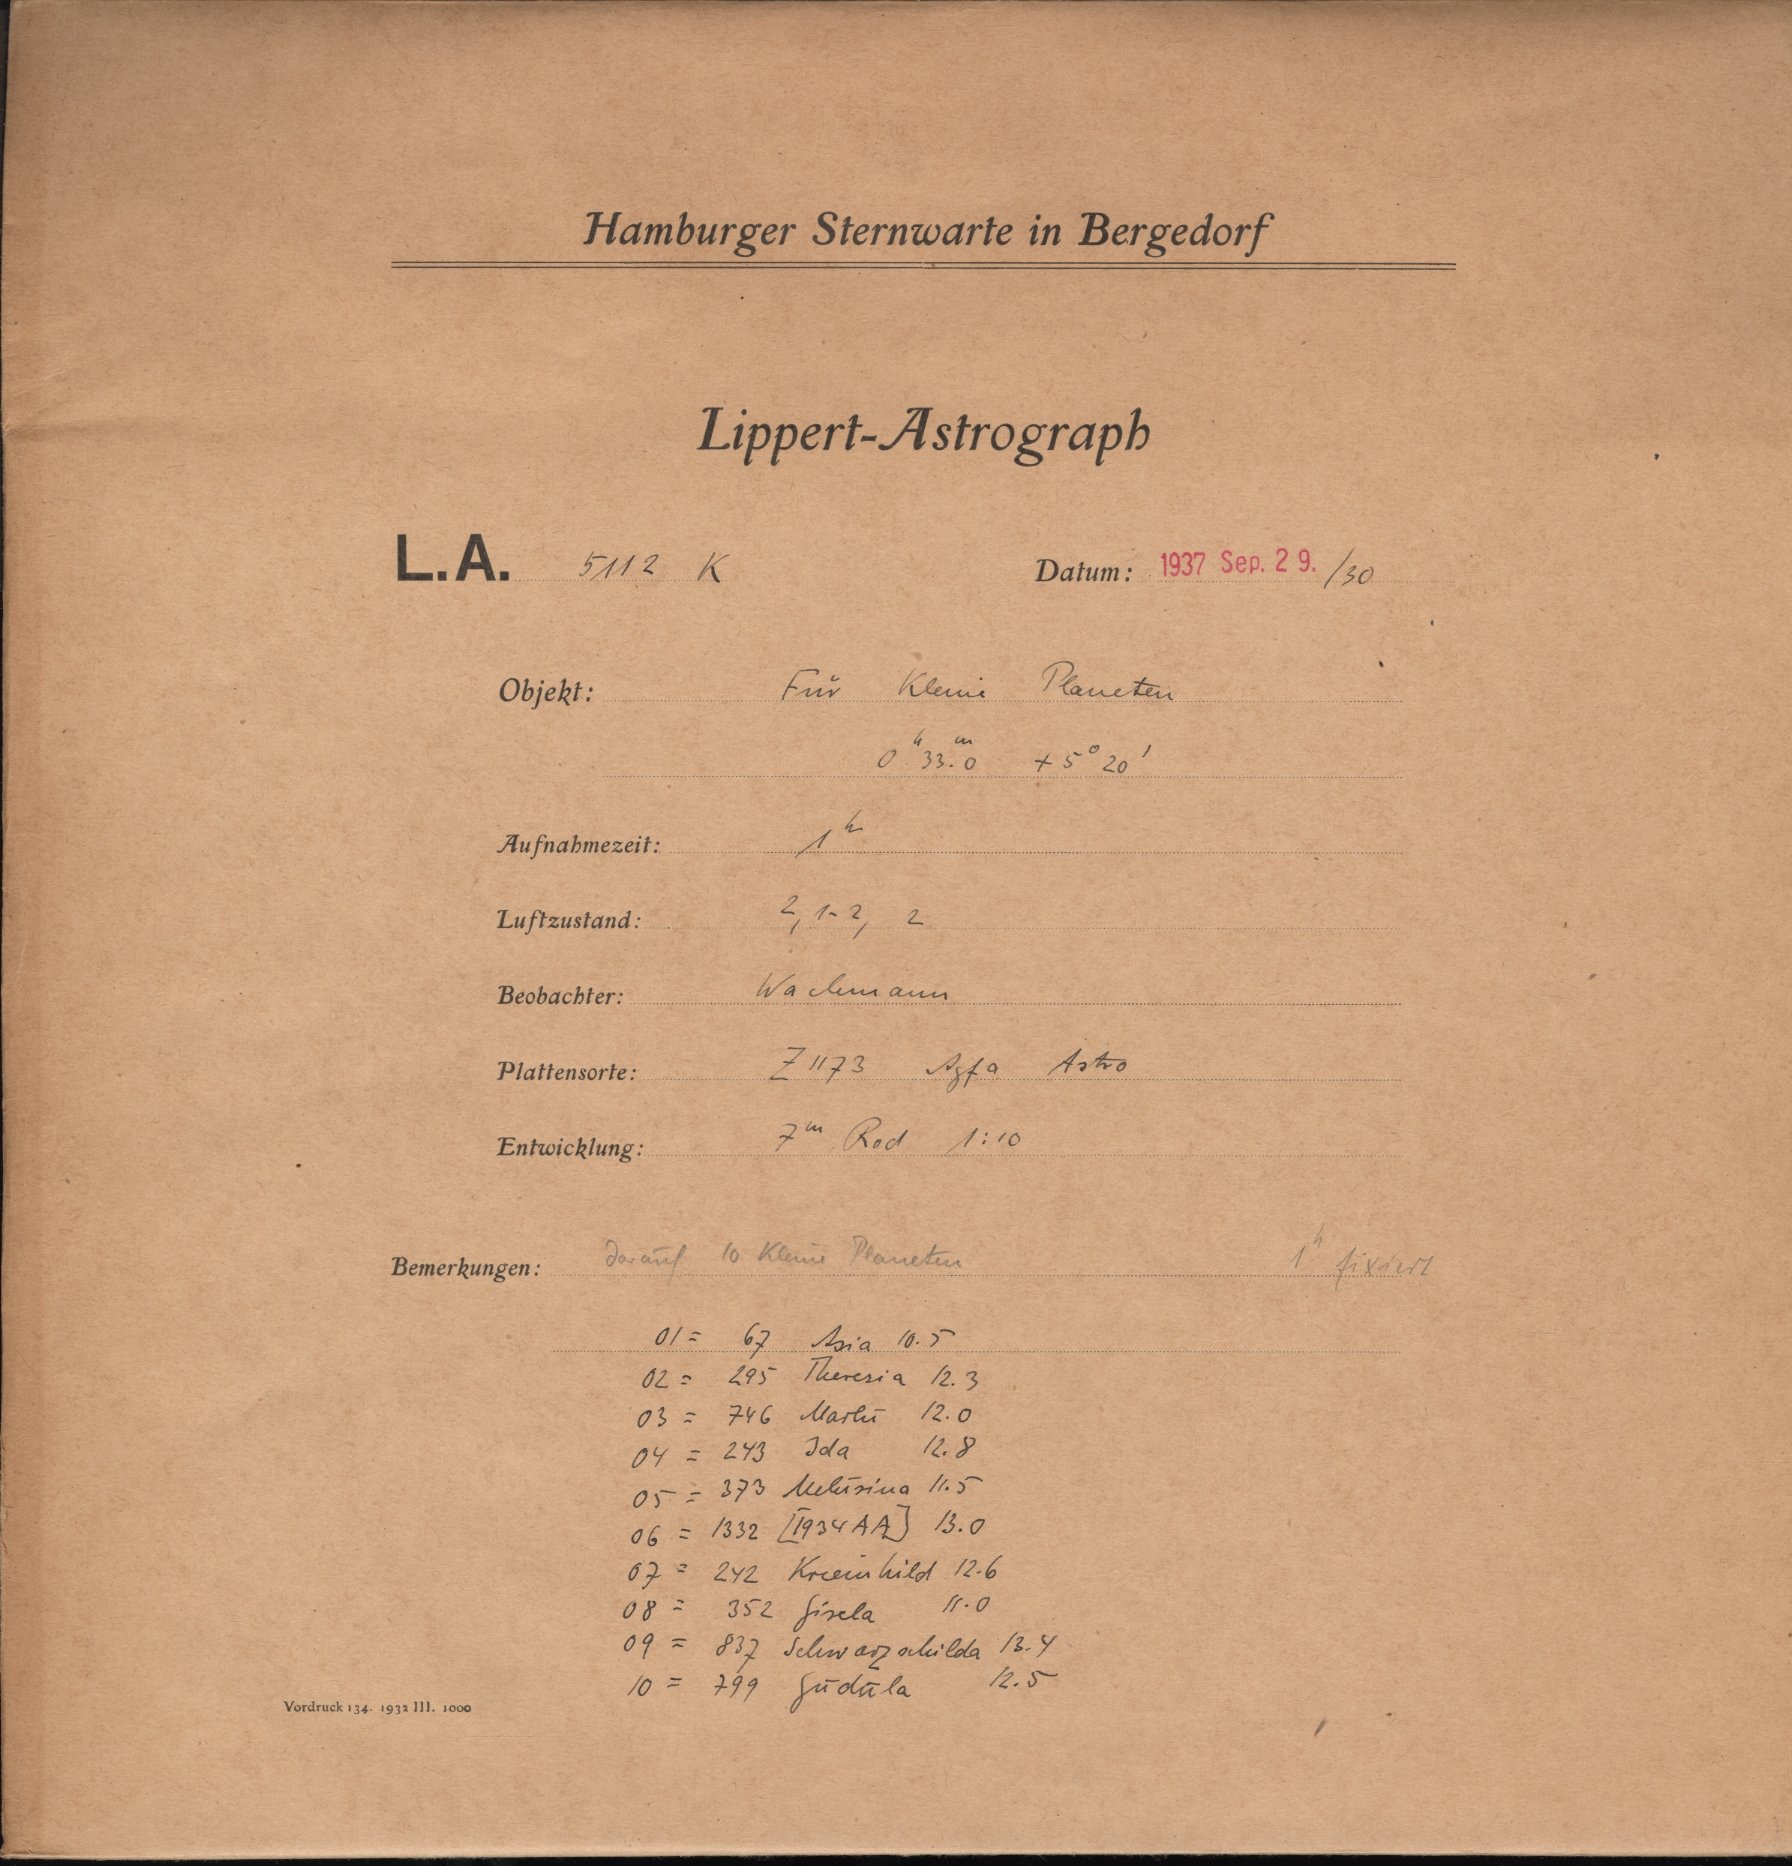 Hamburger Sternwarte in Bergedorf
Lippert-Astrograph
L.A. 5112 K Datum: 1937 Sep. 29. /30
Objekt: Für Kleine Planeten
0ʰ 33ᵐ.0 + 5° 20'
Aufnahmezeit: 1ʰ
Luftzustand: 2, 1-2, 2
Beobachter: Wachmann
Plattensorte: Z 1173 Agfa Astro
Entwicklung: 7ᵐ Rod 1:10
Bemerkungen: darauf 10 Kleine Planeten 1ʰ fixiert
01 = 67 Asia 10.5
02 = 295 Theresia 12.3
03 = 746 Marlu 12.0
04 = 243 Ida 12.8
05 = 373 Melusina 11.5
06 = 1332 [1934 AA] 13.0
07 = 242 Kriemhild 12.6
08 = 352 Gisela 11.0
09 = 837 Schwarzschilda 13.4
10 = 799 Gudula 12.5
Vordruck 134. 1932 III. 1000